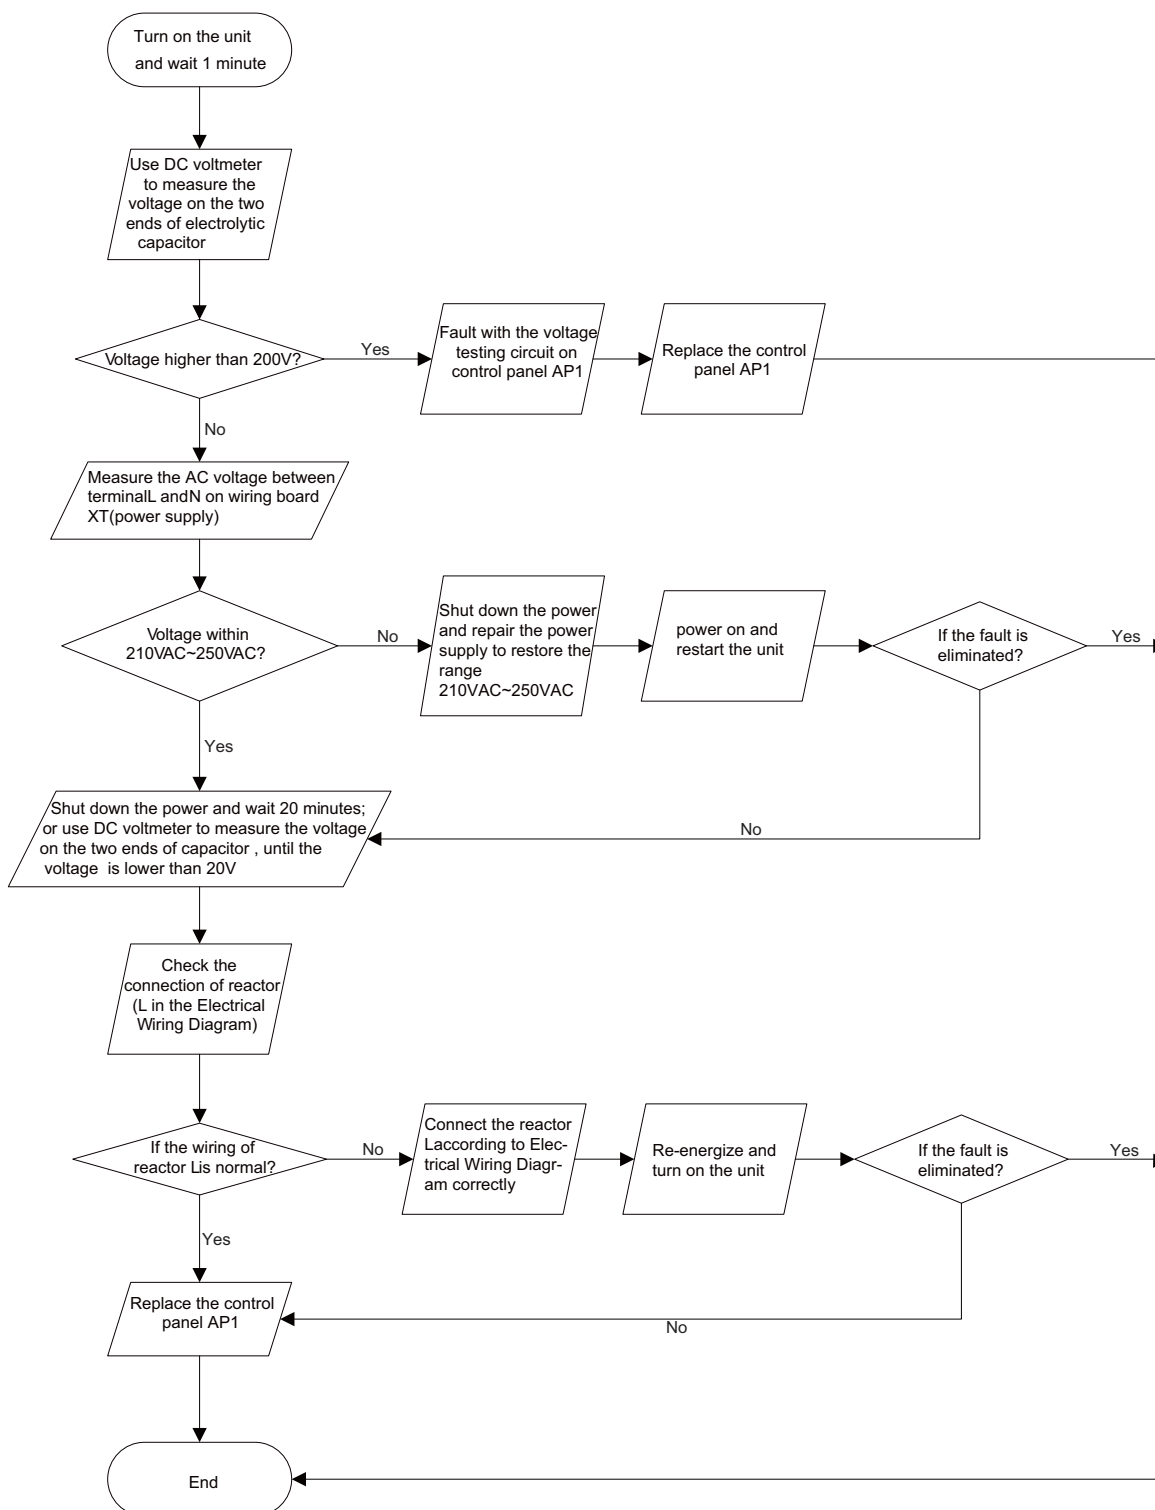 Turn on the unit
and wait 1 minute
Use DC voltmeter
to measure the
voltage on the two
ends of electrolytic
capacitor
Voltage higher than 200V?
Yes
Fault with the voltage
testing circuit on
control panel AP1
Replace the control
panel AP1
No
Measure the AC voltage between
terminalL andN on wiring board
XT(power supply)
Voltage within
210VAC~250VAC?
No
Shut down the power
and repair the power
supply to restore the
range
210VAC~250VAC
power on and
restart the unit
If the fault is
eliminated?
Yes
Yes
No
Shut down the power and wait 20 minutes;
or use DC voltmeter to measure the voltage
on the two ends of capacitor , until the
voltage  is lower than 20V
Check the
connection of reactor
(L in the Electrical
Wiring Diagram)
If the wiring of
reactor Lis normal?
No
Connect the reactor
Laccording to Elec-
trical Wiring Diagr-
am correctly
Re-energize and
turn on the unit
If the fault is
eliminated?
Yes
Yes
Replace the control
panel AP1
No
End